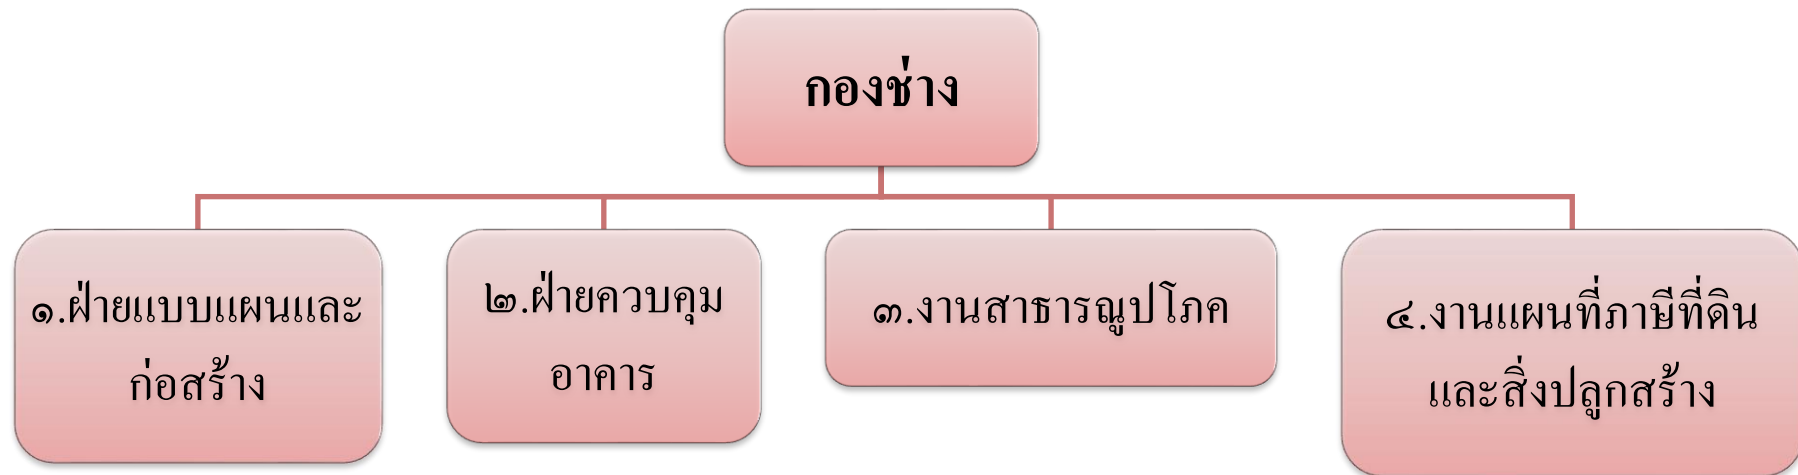 กองช่าง
๑.ฝ่ายแบบแผนและ
ก่อสร้าง
๒.ฝ่ายควบคุม
อาคาร
๓.งานสาธารณูปโภค
๔.งานแผนที่ภาษีที่ดิน
และสิ่งปลูกสร้าง